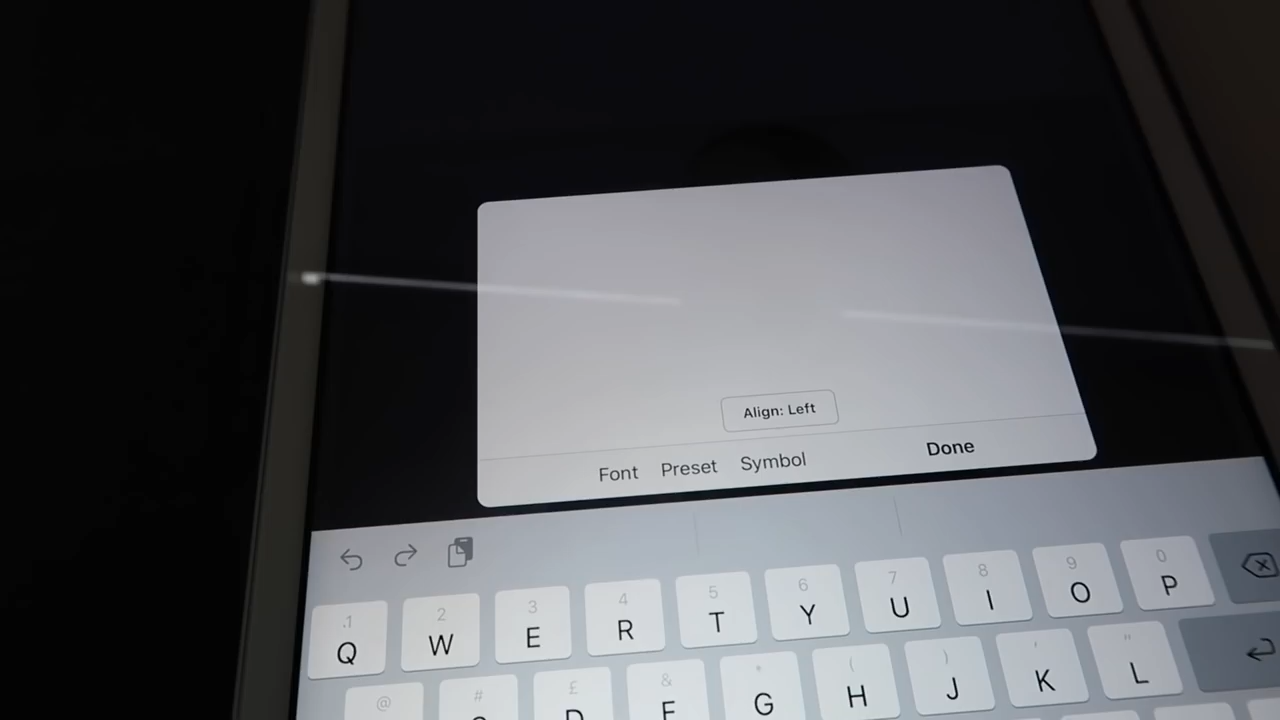 Align: Left
Font Preset Symbol Done
1 2 3 4 5 6 7 8 9 0
Q W E R T Y U I O P
@ # £ & * ( ) ' "
D F G H J K L